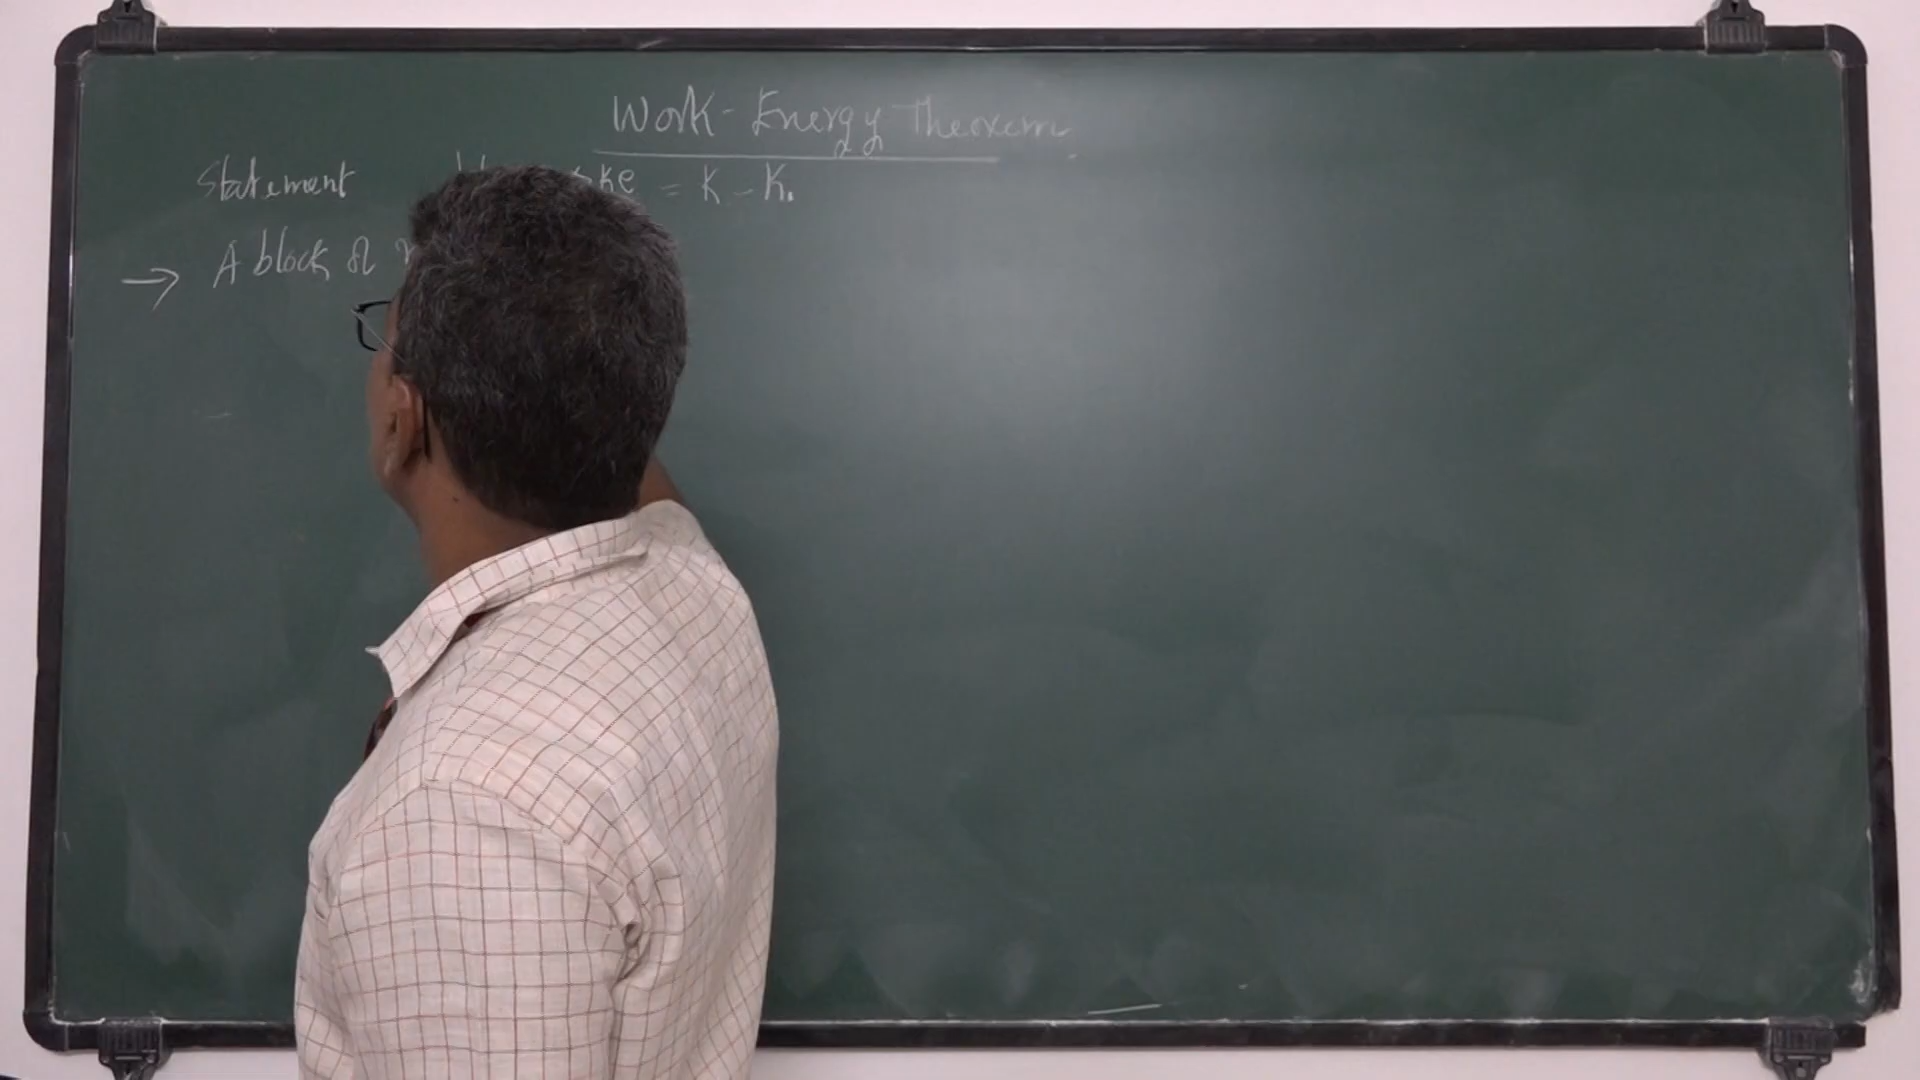 Work-Energy Theorem
Statement ke = K - K
A block of